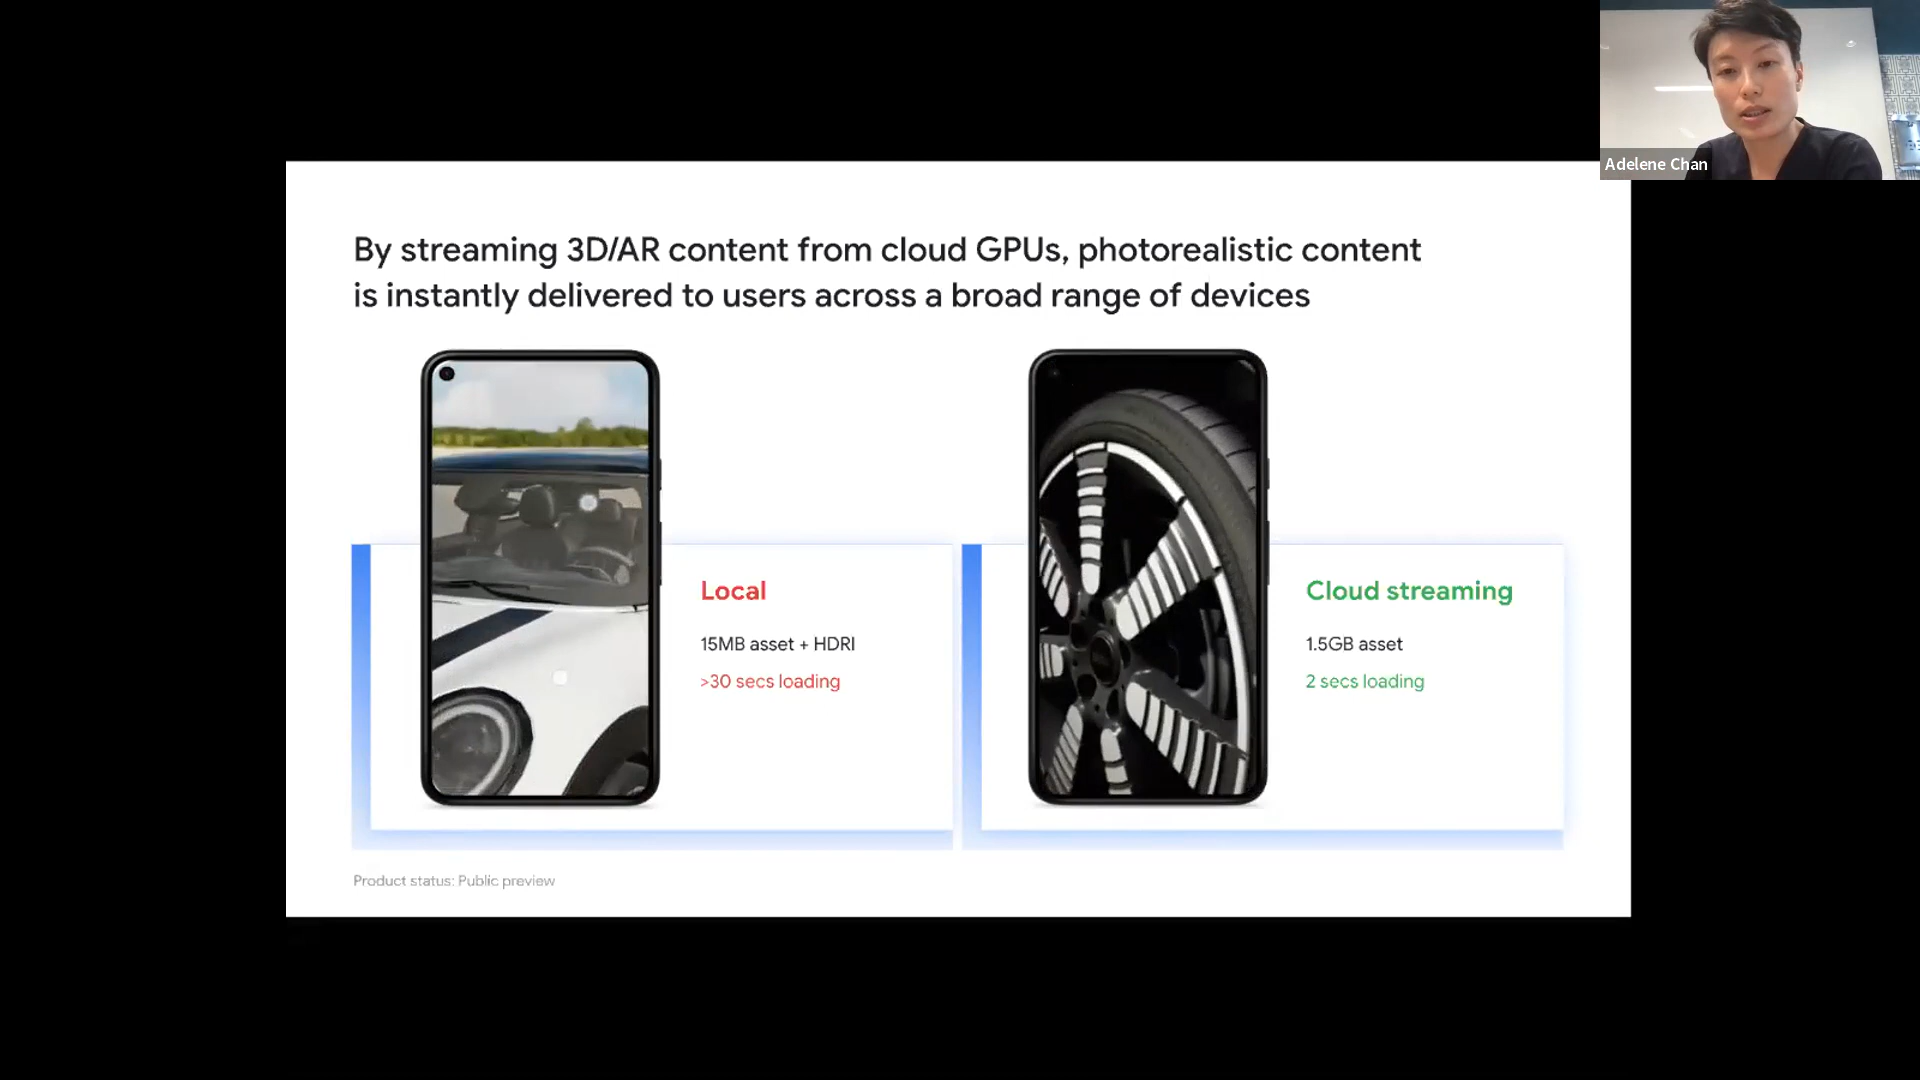 Adelene Chan
By streaming 3D/AR content from cloud GPUs, photorealistic content
is instantly delivered to users across a broad range of devices
Local
15MB asset + HDRI
>30 secs loading
Cloud streaming
1.5GB asset
2 secs loading
Product status: Public preview